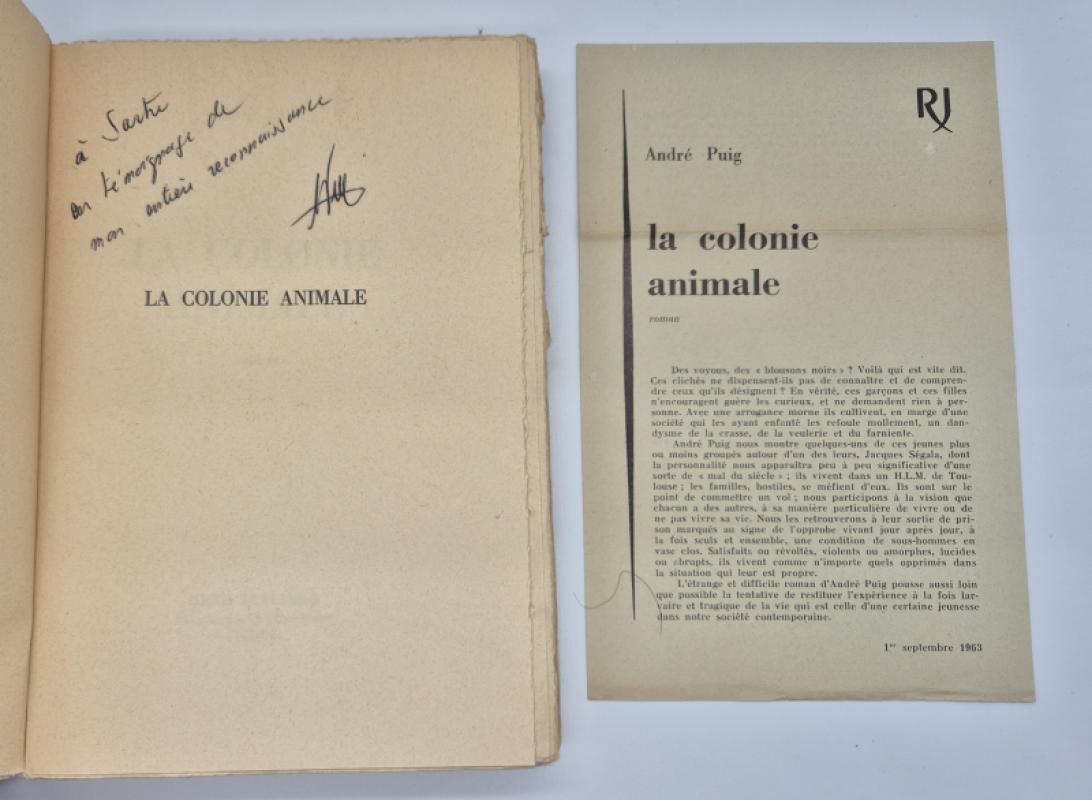 à Sartre
en témoignage de
mon entière reconnaissance
LA COLONIE ANIMALE
RJ
André Puig
la colonie
animale
roman
Des voyous, des « blousons noirs » ? Voilà qui est vite dit.
Ces clichés ne dispensent-ils pas de connaître et de compren-
dre ceux qu'ils désignent ? En vérité, ces garçons et ces filles
n'encouragent guère les curieux, et ne demandent rien à per-
sonne. Avec une arrogance morne ils cultivent, en marge d'une
société qui les ayant enfanté les refoule mollement, un dan-
dysme de la crasse, de la veulerie et du farniente.
André Puig nous montre quelques-uns de ces jeunes plus
ou moins groupés autour d'un des leurs, Jacques Ségala, dont
la personnalité nous apparaîtra peu à peu significative d'une
sorte de « mal du siècle » ; ils vivent dans un H.L.M. de Tou-
louse ; les familles, hostiles, se méfient d'eux. Ils sont sur le
point de commettre un vol ; nous participons à la vision que
chacun a des autres, à sa manière particulière de vivre ou de
ne pas vivre sa vie. Nous les retrouverons à leur sortie de pri-
son marqués au signe de l'opprobe vivant jour après jour, à
la fois seuls et ensemble, une condition de sous-hommes en
vase clos. Satisfaits ou révoltés, violents ou amorphes, lucides
ou abrupts, ils vivent comme n'importe quels opprimés dans
la situation qui leur est propre.
L'étrange et difficile roman d'André Puig pousse aussi loin
que possible la tentative de restituer l'expérience à la fois lar-
vaire et tragique de la vie qui est celle d'une certaine jeunesse
dans notre société contemporaine.
1er septembre 1963